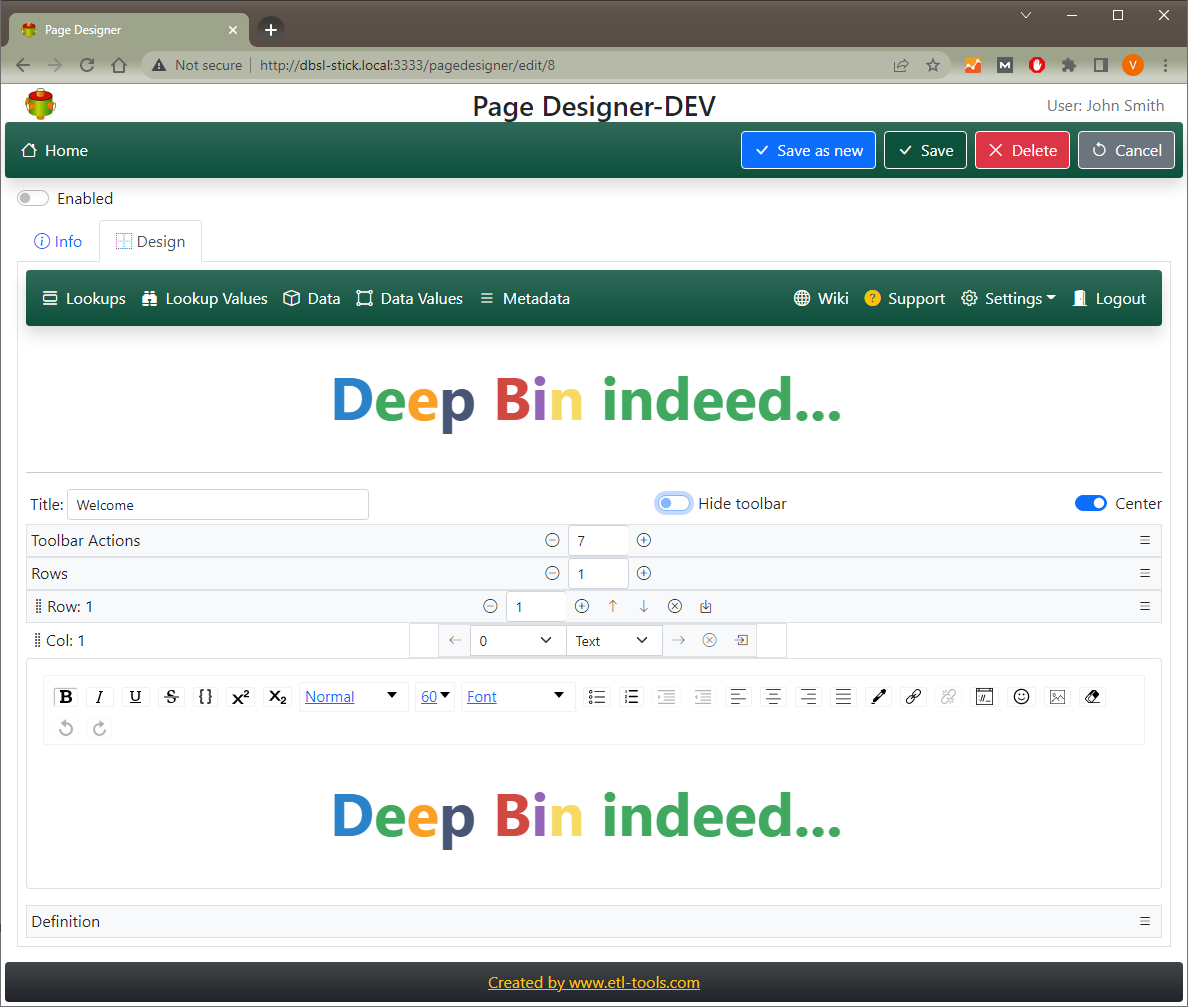 Page Designer
Not secure http://dbsl-stick.local:3333/pagedesigner/edit/8 V
Page Designer-DEV User: John Smith
Home Save as new Save Delete Cancel
Enabled
Info Design
Lookups Lookup Values Data Data Values Metadata Wiki ? Support Settings Logout
Deep Bin indeed...
Title: Welcome Hide toolbar Center
Toolbar Actions 7
Rows 1
Row: 1 1
Col: 1 0 Text
B I U S {} X² X₂ Normal 60 Font
Deep Bin indeed...
Definition
Created by www.etl-tools.com